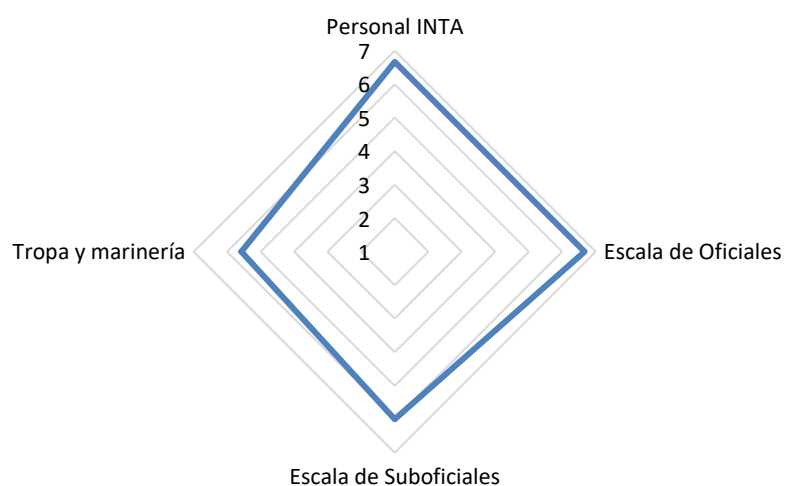 Personal INTA
7
6
5
4
3
2
1
Tropa y marinería
Escala de Oficiales
Escala de Suboficiales